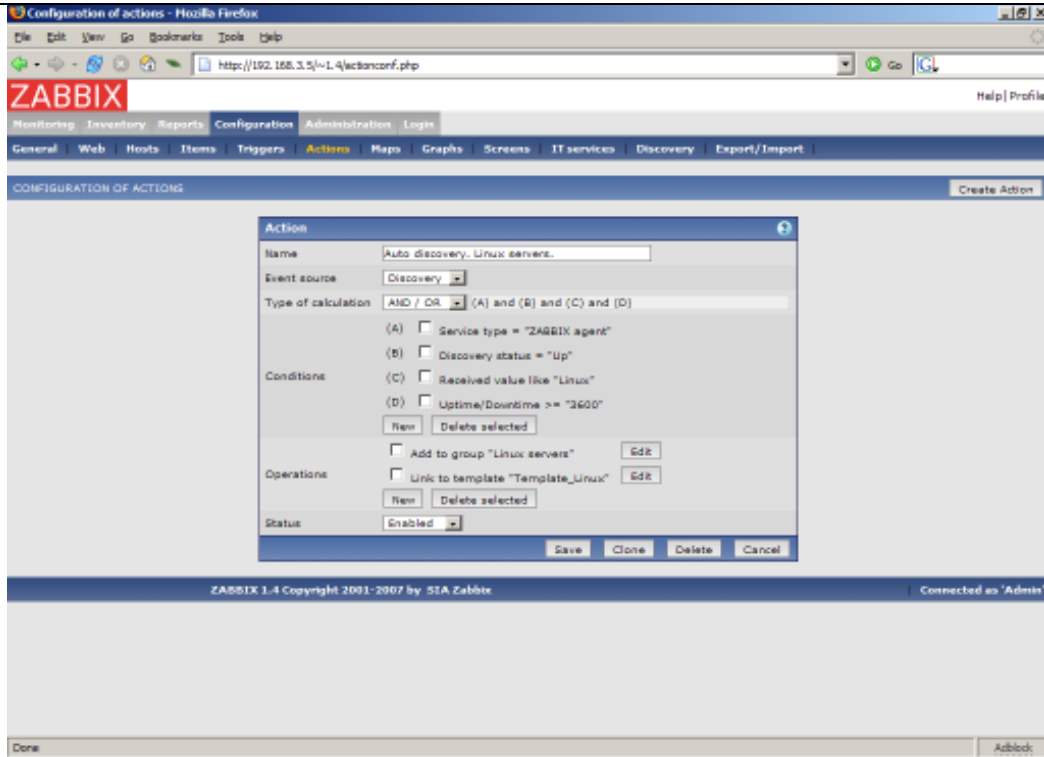 Configuration of actions - Mozilla Firefox
File Edit View Go Bookmarks Tools Help
http://192.168.3.5/~1.4/actionconf.php Go G
ZABBIX Help | Profile
Monitoring Inventory Reports Configuration Administration Login
General | Web | Hosts | Items | Triggers | Actions | Maps | Graphs | Screens | IT services | Discovery | Export/Import |
CONFIGURATION OF ACTIONS Create Action
Action
Name Auto discovery. Linux servers.
Event source Discovery
Type of calculation AND / OR (A) and (B) and (C) and (D)
(A) Service type = "ZABBIX agent"
(B) Discovery status = "Up"
Conditions (C) Received value like "Linux"
(D) Uptime/Downtime >= "3600"
New Delete selected
Add to group "Linux servers" Edit
Operations Link to template "Template_Linux" Edit
New Delete selected
Status Enabled
Save Clone Delete Cancel
ZABBIX 1.4 Copyright 2001-2007 by SIA Zabbix | Connected as 'Admin'
Done Adblock